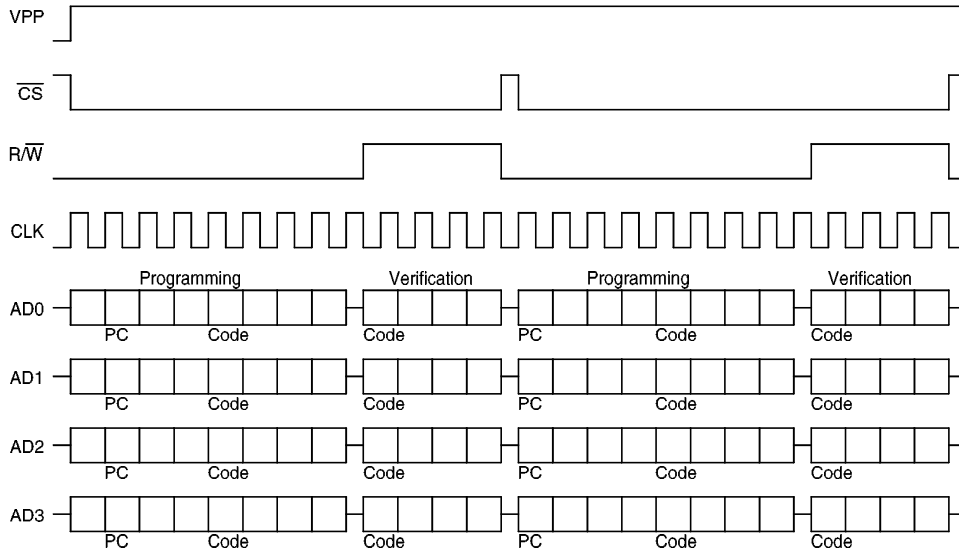 VPP
CS
R/W
CLK
Programming Verification Programming Verification
AD0
PC Code Code PC Code Code
AD1
PC Code Code PC Code Code
AD2
PC Code Code PC Code Code
AD3
PC Code Code PC Code Code